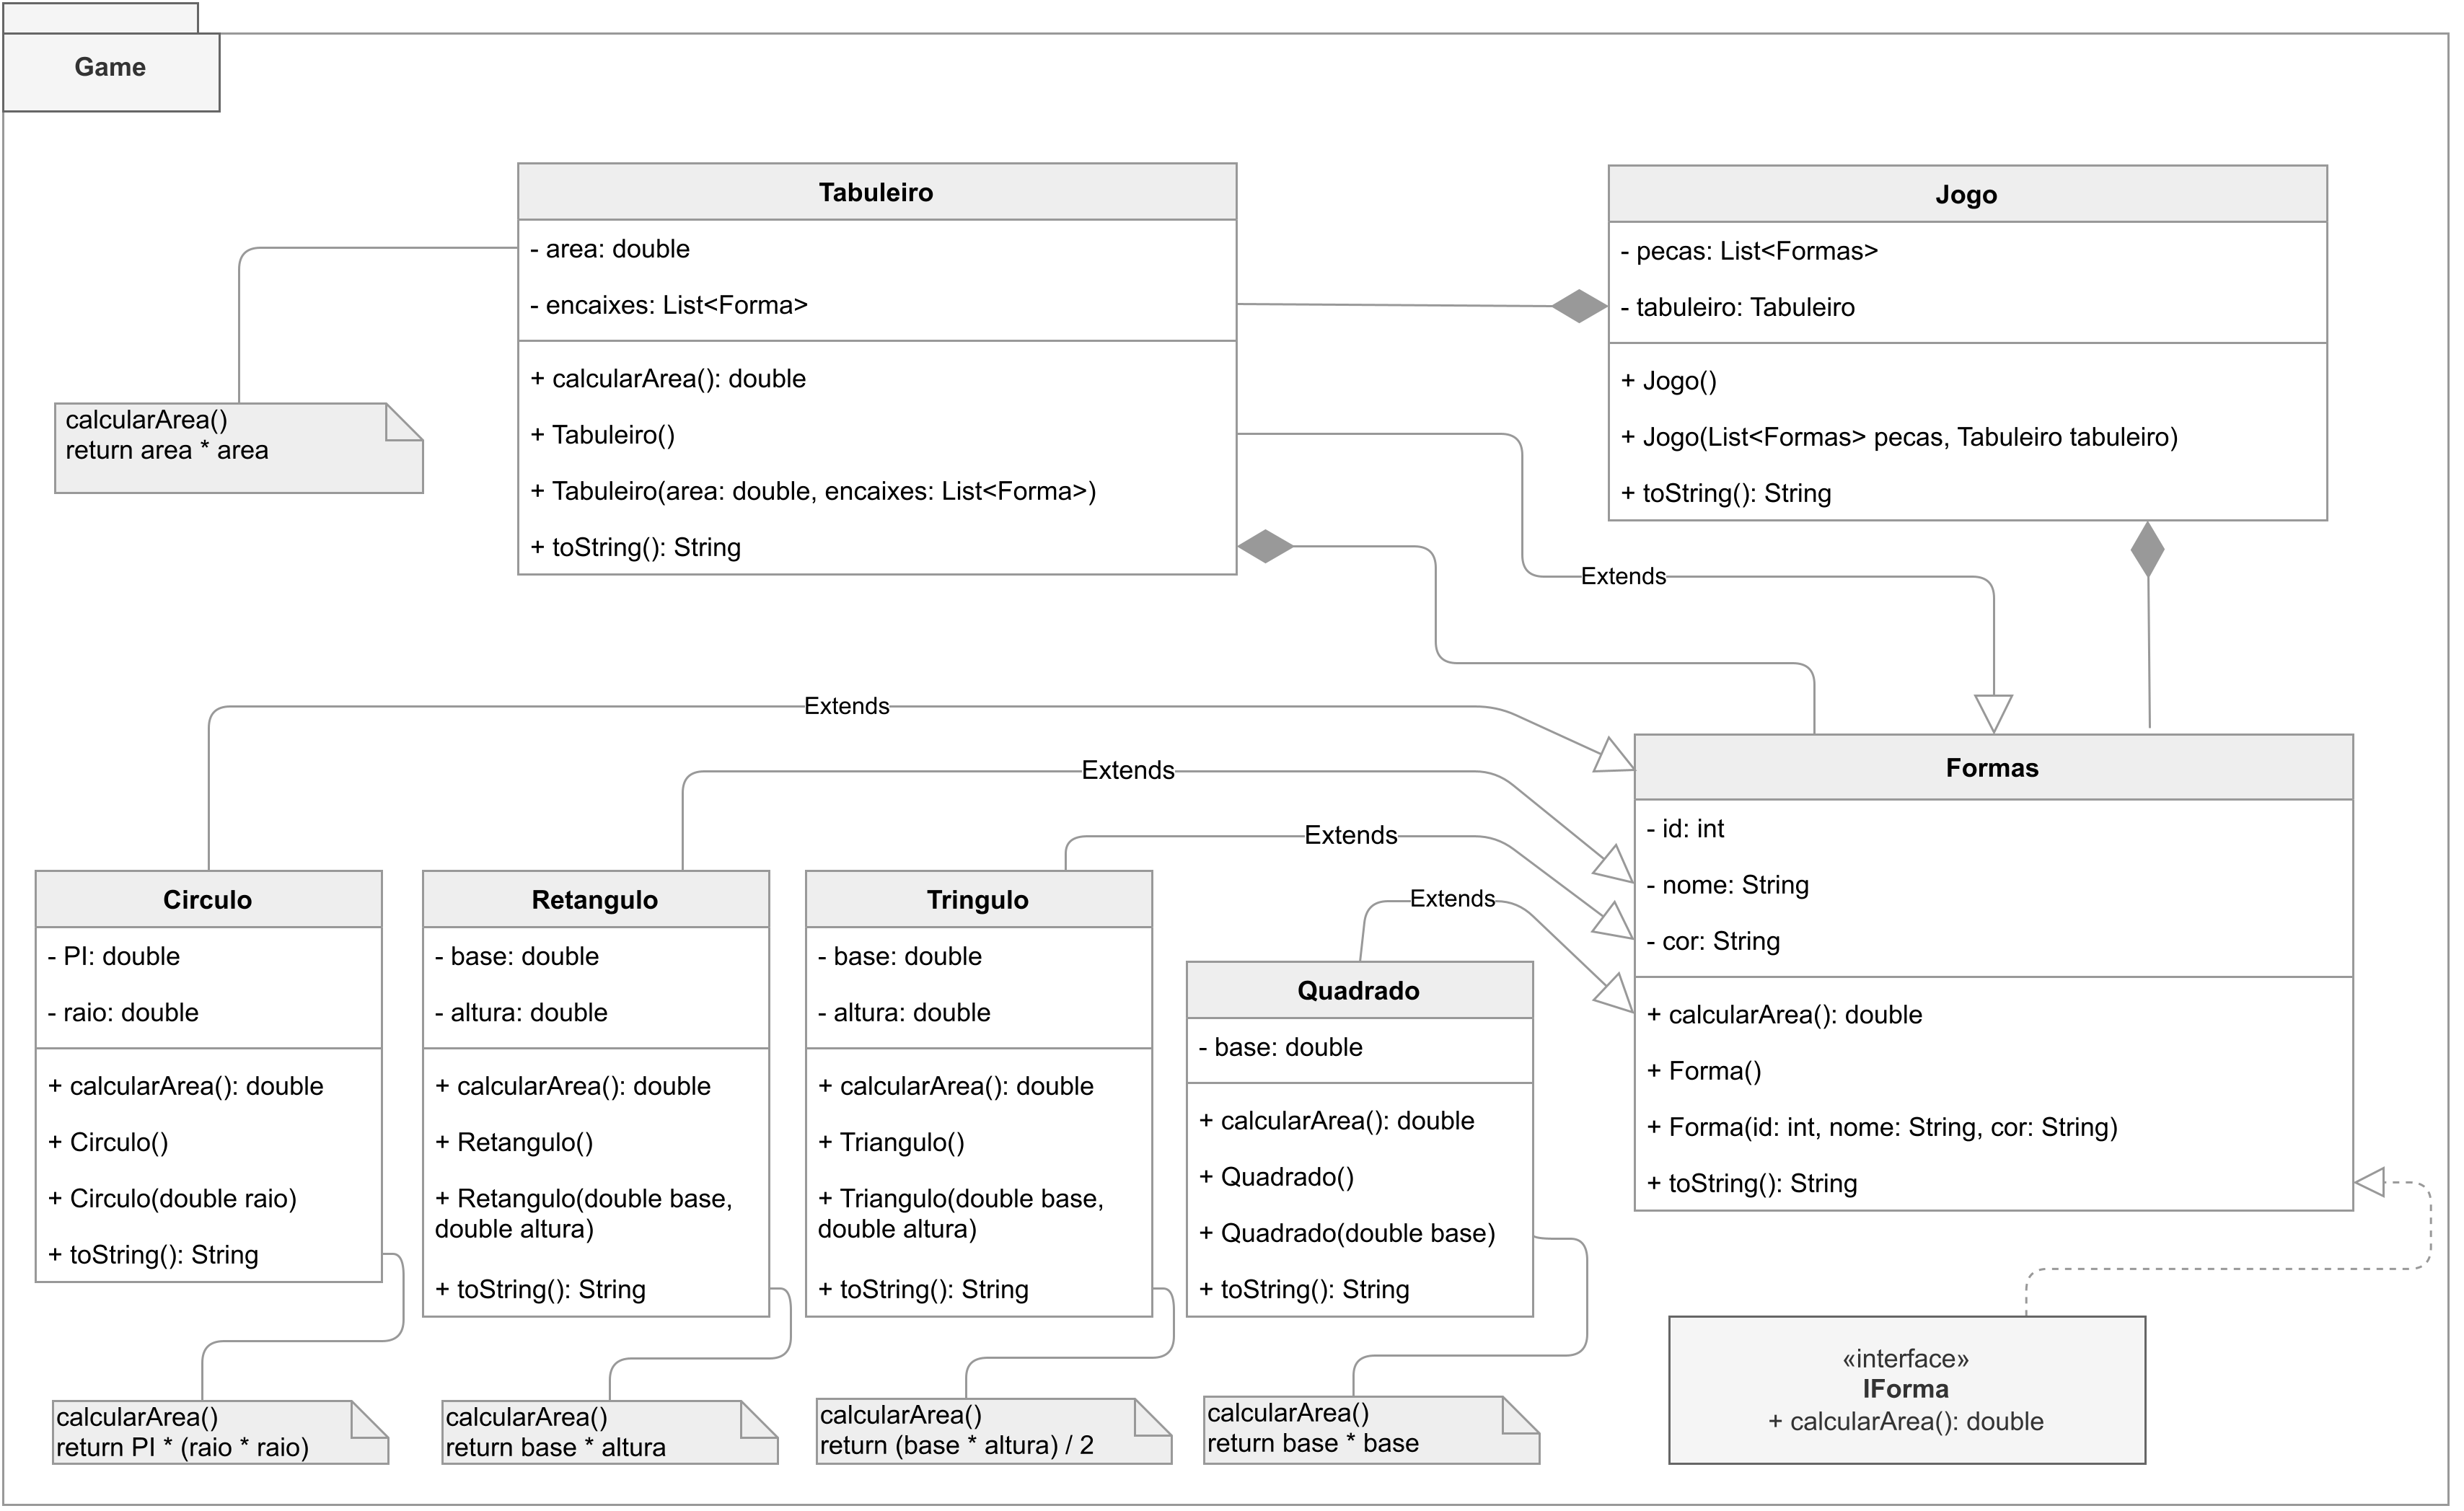 Game
Tabuleiro
- area: double
- encaixes: List<Forma>
+ calcularArea(): double
+ Tabuleiro()
+ Tabuleiro(area: double, encaixes: List<Forma>)
+ toString(): String
Jogo
- pecas: List<Formas>
- tabuleiro: Tabuleiro
+ Jogo()
+ Jogo(List<Formas> pecas, Tabuleiro tabuleiro)
+ toString(): String
calcularArea()
return area * area
Extends
Extends
Extends
Extends
Extends
Formas
- id: int
- nome: String
- cor: String
+ calcularArea(): double
+ Forma()
+ Forma(id: int, nome: String, cor: String)
+ toString(): String
Circulo
- PI: double
- raio: double
+ calcularArea(): double
+ Circulo()
+ Circulo(double raio)
+ toString(): String
Retangulo
- base: double
- altura: double
+ calcularArea(): double
+ Retangulo()
+ Retangulo(double base,
double altura)
+ toString(): String
Tringulo
- base: double
- altura: double
+ calcularArea(): double
+ Triangulo()
+ Triangulo(double base,
double altura)
+ toString(): String
Quadrado
- base: double
+ calcularArea(): double
+ Quadrado()
+ Quadrado(double base)
+ toString(): String
calcularArea()
return PI * (raio * raio)
calcularArea()
return base * altura
calcularArea()
return (base * altura) / 2
calcularArea()
return base * base
«interface»
IForma
+ calcularArea(): double